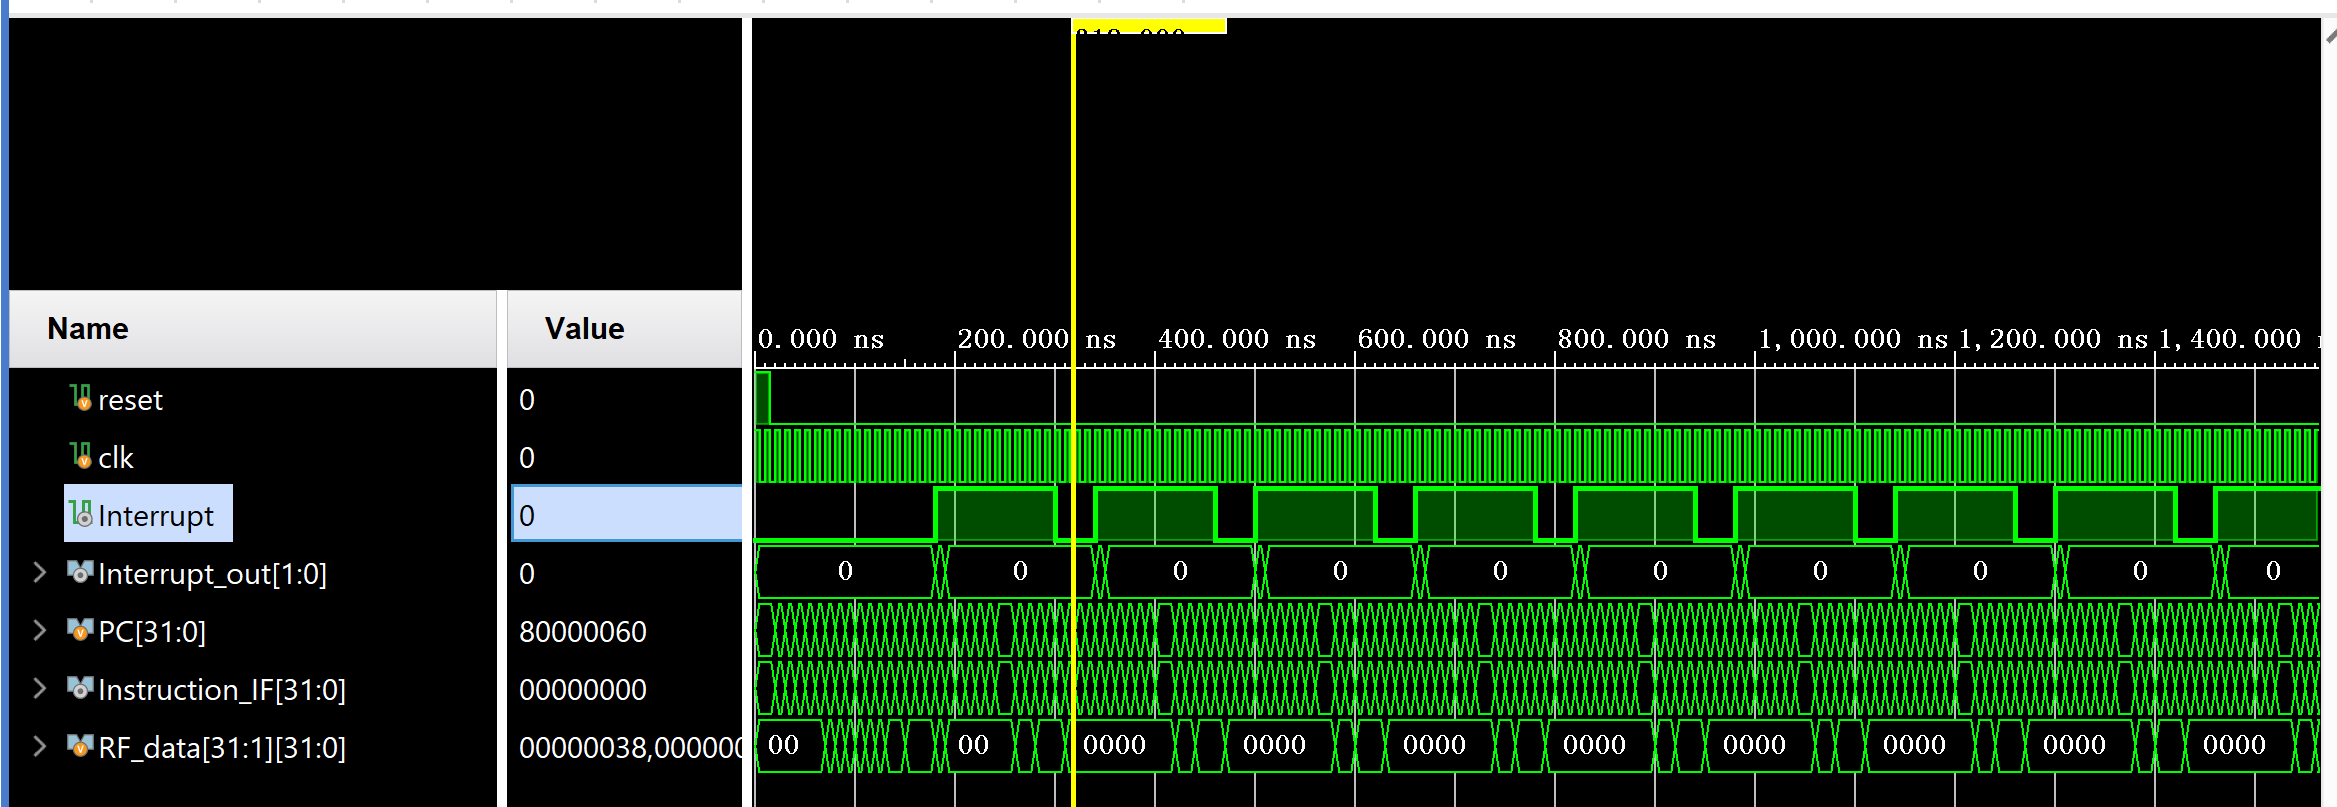 Name Value
0.000 ns 200.000 ns 400.000 ns 600.000 ns 800.000 ns 1,000.000 ns 1,200.000 ns 1,400.000
reset 0
clk 0
Interrupt 0
Interrupt_out[1:0] 0 0 0 0 0 0 0 0 0 0 0
PC[31:0] 80000060
Instruction_IF[31:0] 00000000
RF_data[31:1][31:0] 00000038,000000 00 00 0000 0000 0000 0000 0000 0000 0000 0000